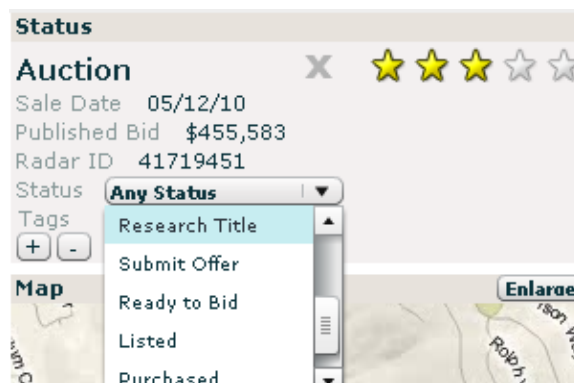 Status
Auction X
Sale Date 05/12/10
Published Bid $455,583
Radar ID 41719451
Status Any Status
Tags
Research Title
+ -
Submit Offer
Map Enlarge
Ready to Bid
Listed
Purchased